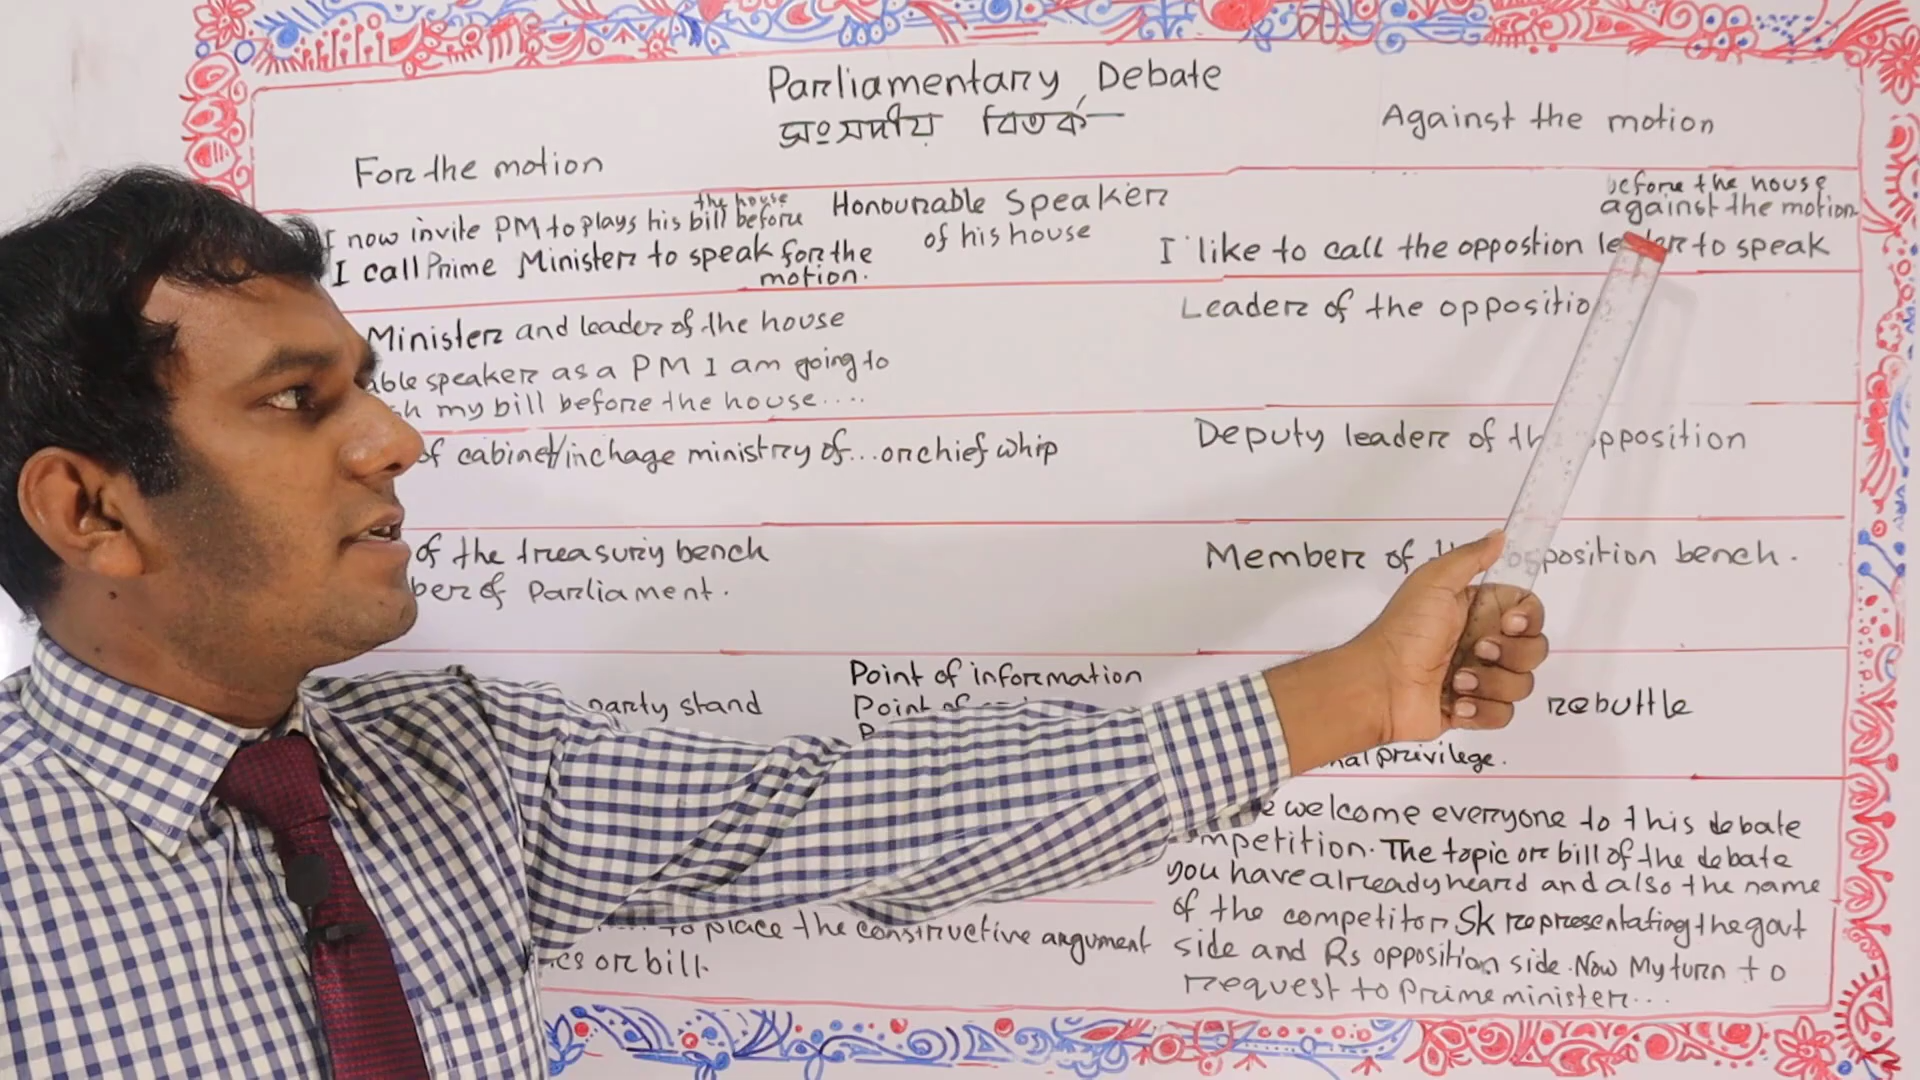 Parliamentary Debate
সংসদীয় বিতর্ক
For the motion
Against the motion
the house
I now invite PM to plays his bill before
I call Prime Minister to speak for the
motion.
Honourable Speaker
of his house
before the house
against the motion
I like to call the oppostion leader to speak
Minister and leader of the house
able speaker as a PM I am going to
my bill before the house....
Leader of the opposition
of cabinet/inchage ministry of...or chief whip
Deputy leader of the opposition
of the treasury bench
ber of Parliament.
Member of the opposition bench.
party stand
Point of information
Point of
privilege.
rebuttle
welcome everyone to this debate
mpetition. The topic or bill of the debate
you have already heard and also the name
of the competitor Sk representating the govt
side and Rs opposition side. Now My turn to
request to prime minister...
to place the constructive argument
or bill.